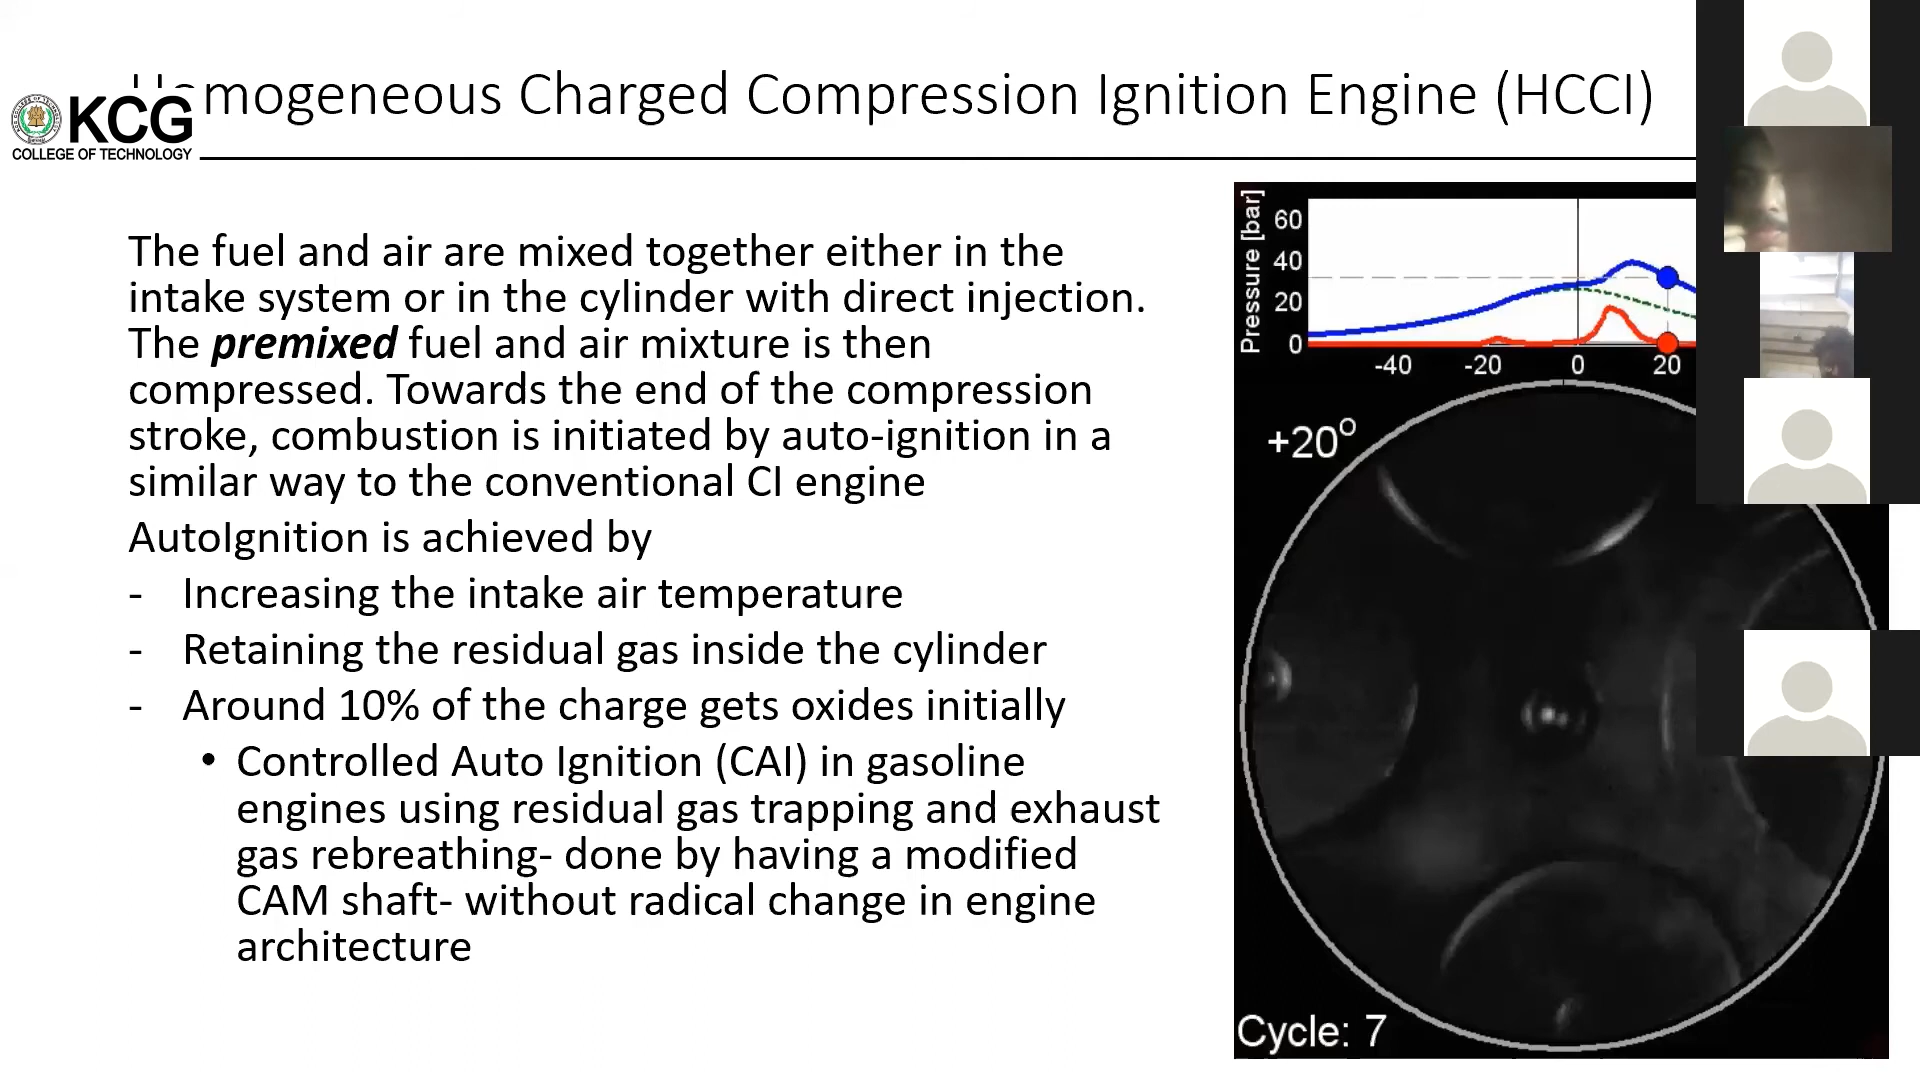 Homogeneous Charged Compression Ignition Engine (HCCI)
KCG
COLLEGE OF TECHNOLOGY
The fuel and air are mixed together either in the
intake system or in the cylinder with direct injection.
The premixed fuel and air mixture is then
compressed. Towards the end of the compression
stroke, combustion is initiated by auto-ignition in a
similar way to the conventional CI engine
AutoIgnition is achieved by
- Increasing the intake air temperature
- Retaining the residual gas inside the cylinder
- Around 10% of the charge gets oxides initially
• Controlled Auto Ignition (CAI) in gasoline
engines using residual gas trapping and exhaust
gas rebreathing- done by having a modified
CAM shaft- without radical change in engine
architecture
Pressure [bar]
60
40
20
0
-40 -20 0 20
+20°
Cycle: 7